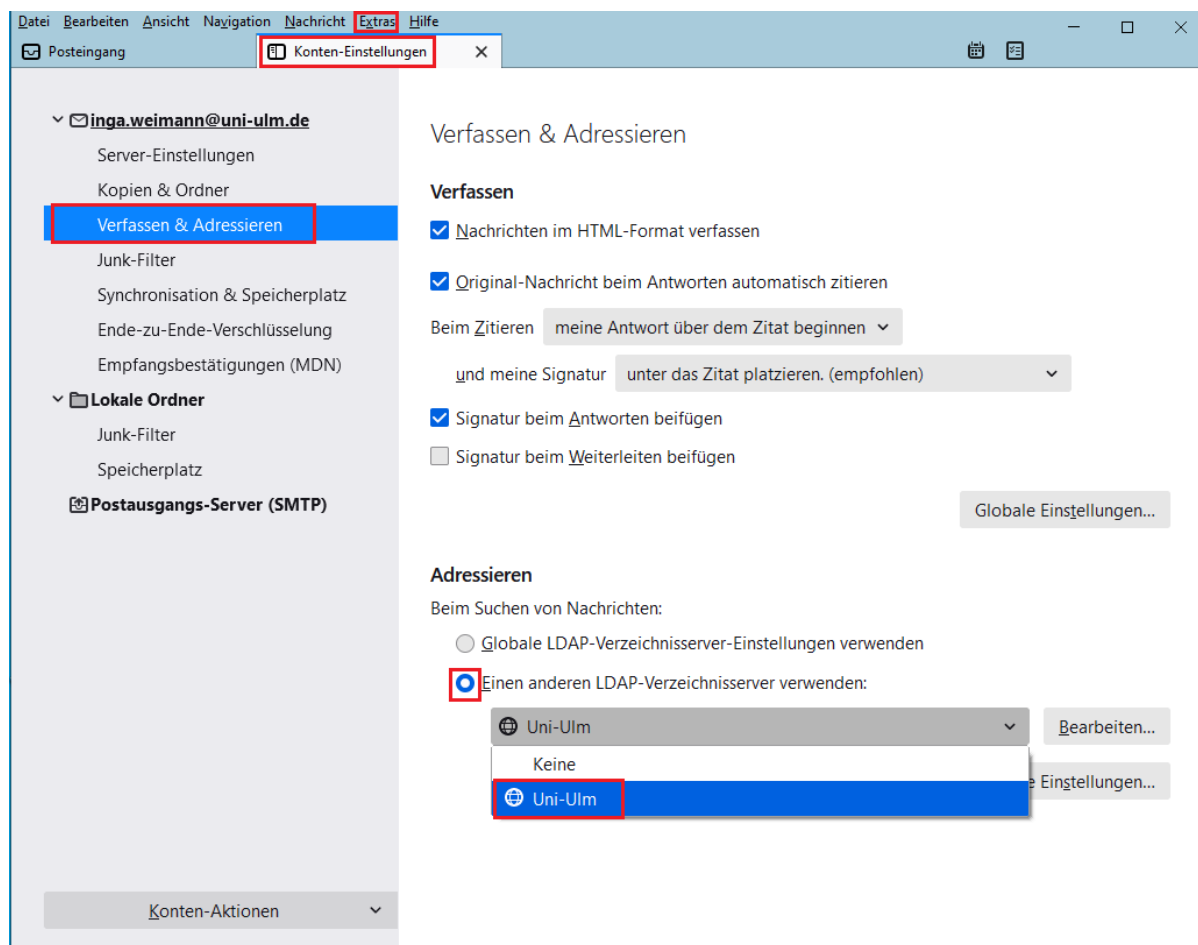 Datei Bearbeiten Ansicht Navigation Nachricht Extras Hilfe
Posteingang
Konten-Einstellungen
inga.weimann@uni-ulm.de
Server-Einstellungen
Kopien & Ordner
Verfassen & Adressieren
Junk-Filter
Synchronisation & Speicherplatz
Ende-zu-Ende-Verschlüsselung
Empfangsbestätigungen (MDN)
Lokale Ordner
Junk-Filter
Speicherplatz
Postausgangs-Server (SMTP)
Konten-Aktionen
Verfassen & Adressieren
Verfassen
Nachrichten im HTML-Format verfassen
Original-Nachricht beim Antworten automatisch zitieren
Beim Zitieren meine Antwort über dem Zitat beginnen
und meine Signatur unter das Zitat platzieren. (empfohlen)
Signatur beim Antworten beifügen
Signatur beim Weiterleiten beifügen
Globale Einstellungen...
Adressieren
Beim Suchen von Nachrichten:
Globale LDAP-Verzeichnisserver-Einstellungen verwenden
Einen anderen LDAP-Verzeichnisserver verwenden:
Uni-Ulm Bearbeiten...
Keine
Uni-Ulm
Einstellungen...